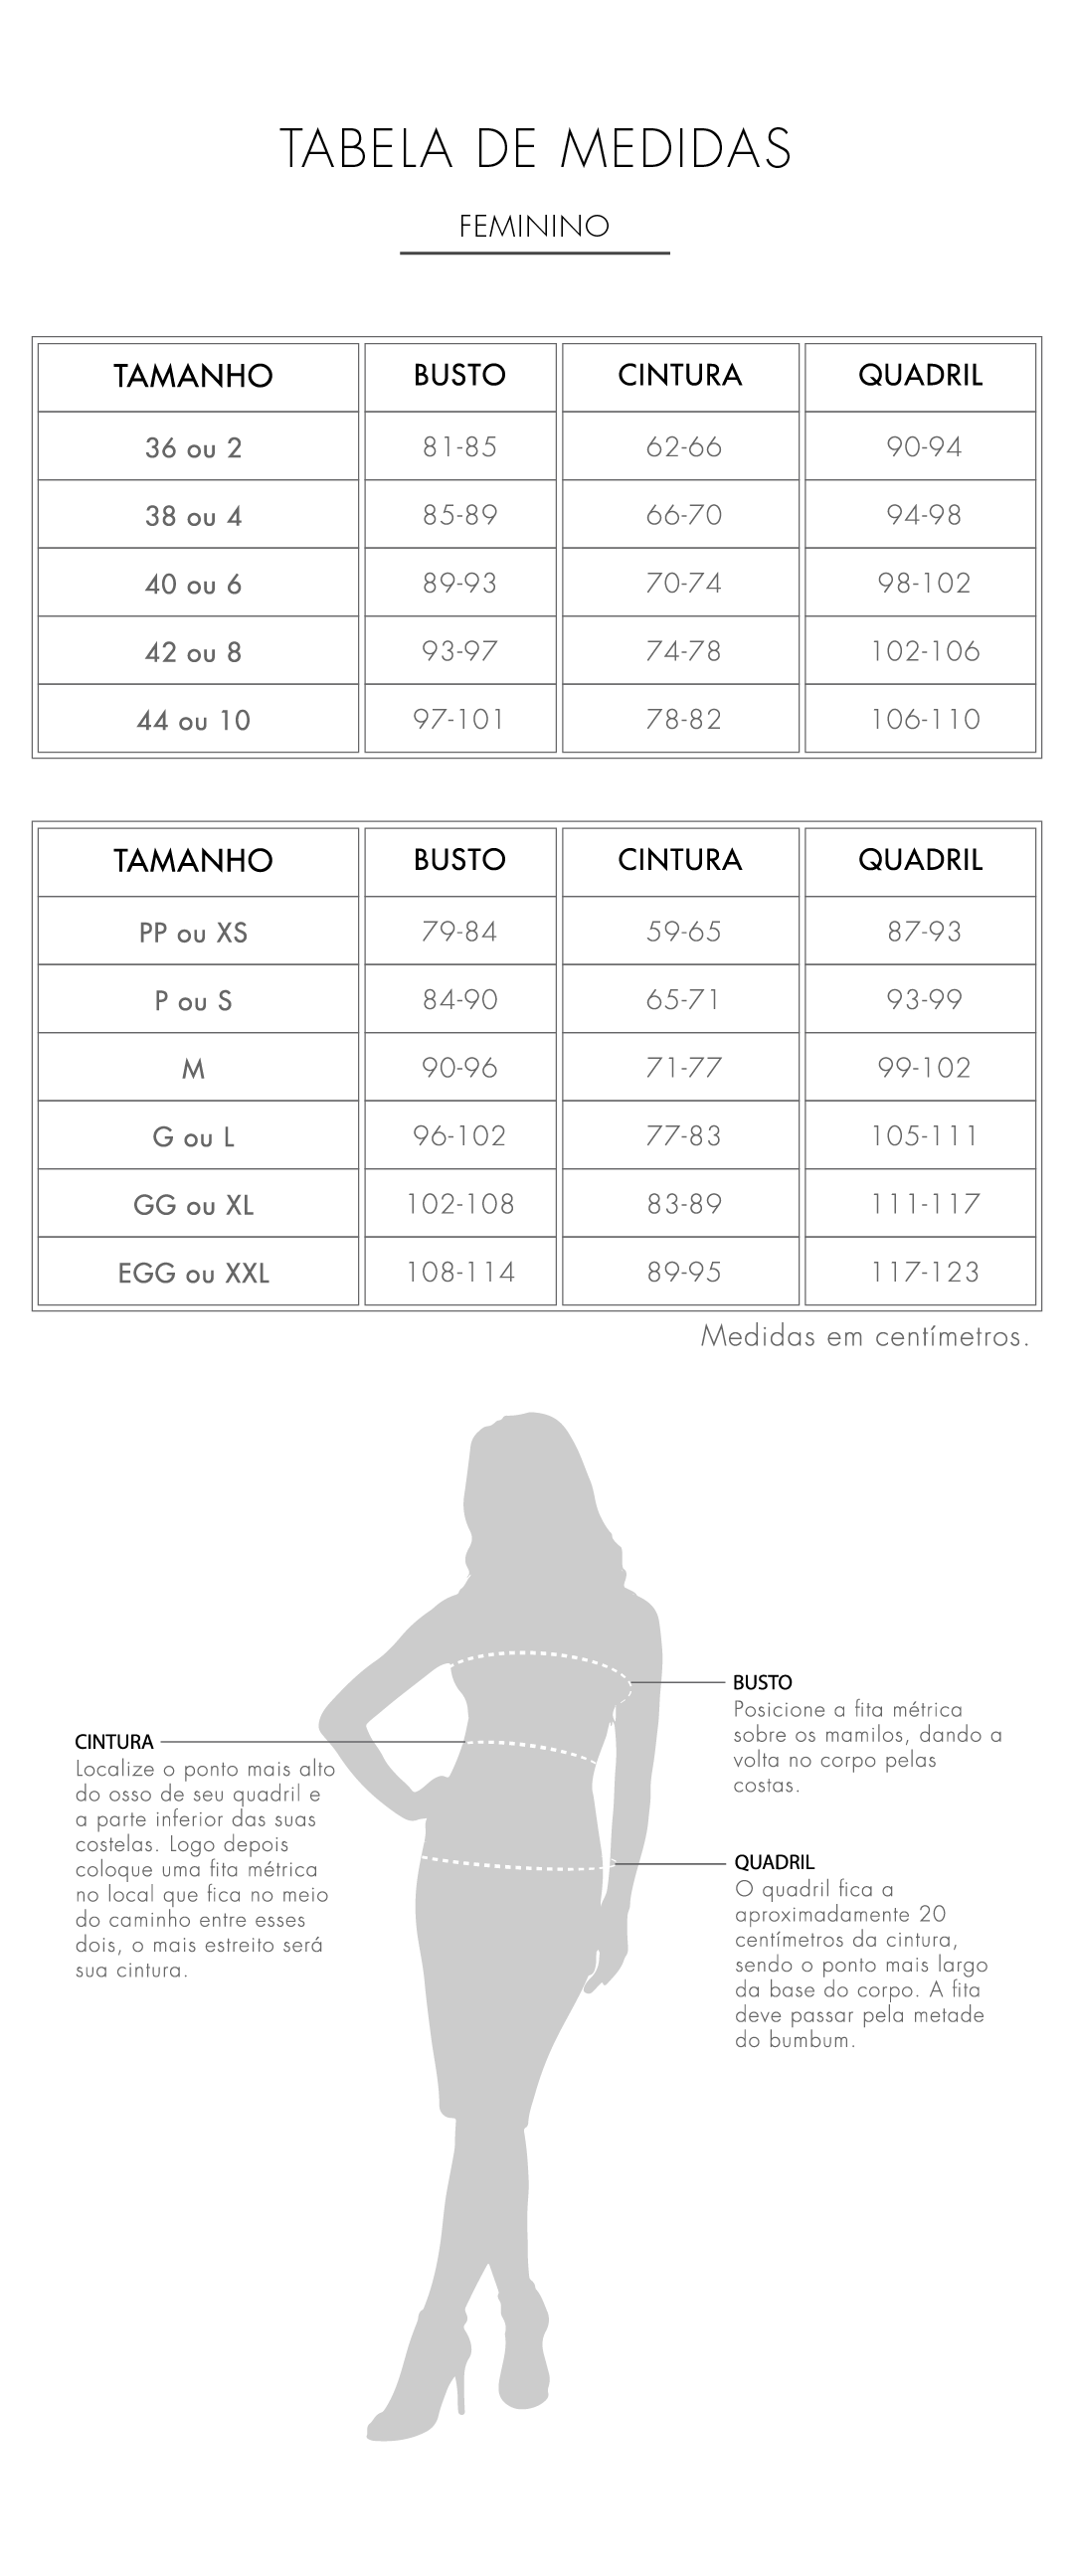 TABELA DE MEDIDAS
FEMININO
TAMANHO BUSTO CINTURA QUADRIL
36 ou 2 81-85 62-66 90-94
38 ou 4 85-89 66-70 94-98
40 ou 6 89-93 70-74 98-102
42 ou 8 93-97 74-78 102-106
44 ou 10 97-101 78-82 106-110
TAMANHO BUSTO CINTURA QUADRIL
PP ou XS 79-84 59-65 87-93
P ou S 84-90 65-71 93-99
M 90-96 71-77 99-102
G ou L 96-102 77-83 105-111
GG ou XL 102-108 83-89 111-117
EGG ou XXL 108-114 89-95 117-123
Medidas em centímetros.
CINTURA
Localize o ponto mais alto
do osso de seu quadril e
a parte inferior das suas
costelas. Logo depois
coloque uma fita métrica
no local que fica no meio
do caminho entre esses
dois, o mais estreito será
sua cintura.
BUSTO
Posicione a fita métrica
sobre os mamilos, dando a
volta no corpo pelas
costas.
QUADRIL
O quadril fica a
aproximadamente 20
centímetros da cintura,
sendo o ponto mais largo
da base do corpo. A fita
deve passar pela metade
do bumbum.